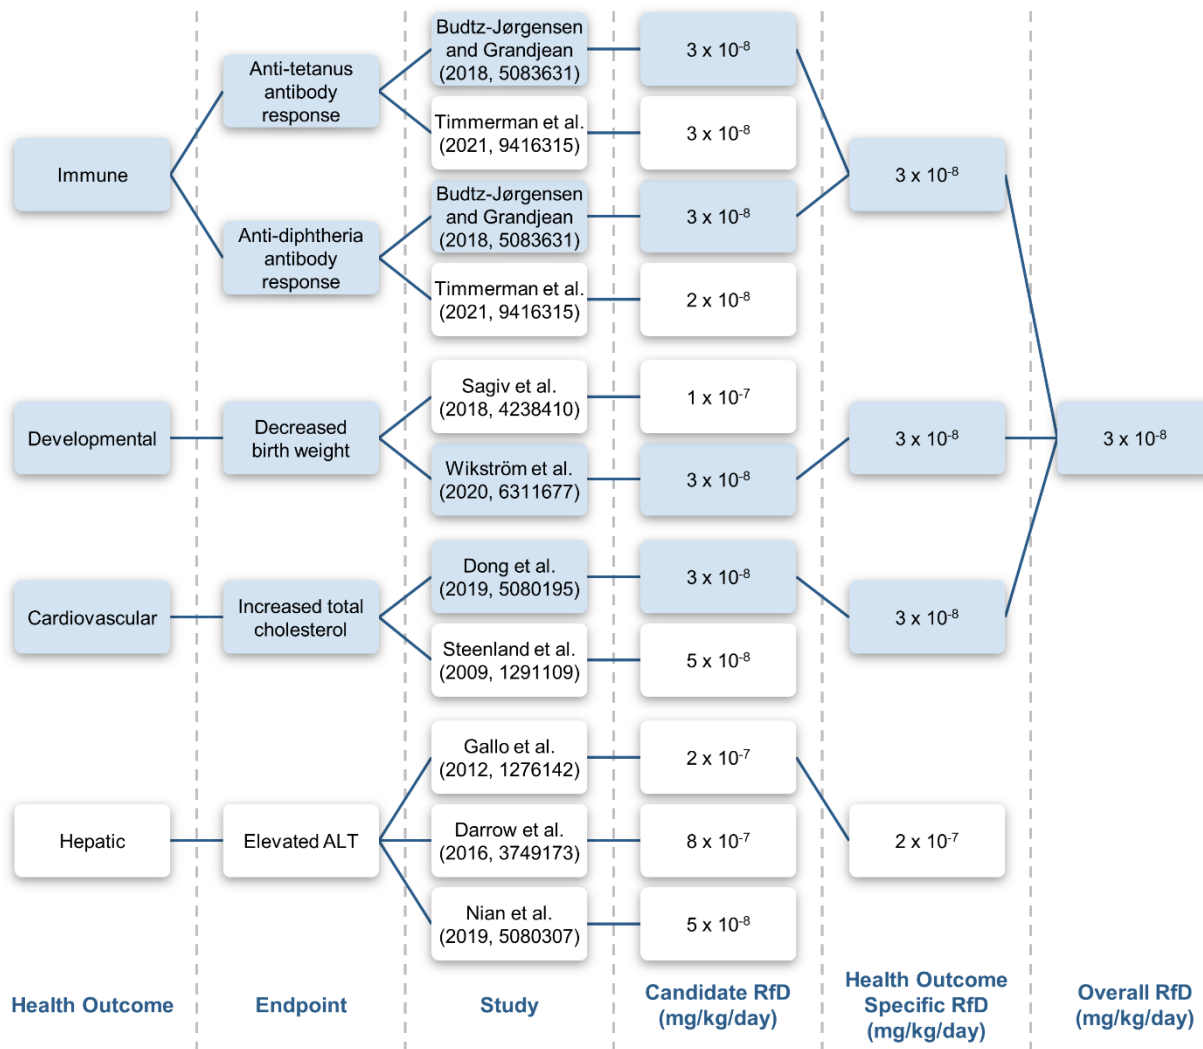 Budtz-Jørgensen
and Grandjean
(2018, 5083631)
3 x 10⁻⁸
Anti-tetanus
antibody
response
Timmerman et al.
(2021, 9416315)
3 x 10⁻⁸
Immune
3 x 10⁻⁸
Budtz-Jørgensen
and Grandjean
(2018, 5083631)
3 x 10⁻⁸
Anti-diphtheria
antibody
response
Timmerman et al.
(2021, 9416315)
2 x 10⁻⁸
Sagiv et al.
(2018, 4238410)
1 x 10⁻⁷
Developmental
Decreased
birth weight
3 x 10⁻⁸
3 x 10⁻⁸
Wikström et al.
(2020, 6311677)
3 x 10⁻⁸
Dong et al.
(2019, 5080195)
3 x 10⁻⁸
Cardiovascular
Increased total
cholesterol
3 x 10⁻⁸
Steenland et al.
(2009, 1291109)
5 x 10⁻⁸
Gallo et al.
(2012, 1276142)
2 x 10⁻⁷
Hepatic
Elevated ALT
Darrow et al.
(2016, 3749173)
8 x 10⁻⁷
2 x 10⁻⁷
Nian et al.
(2019, 5080307)
5 x 10⁻⁸
Health Outcome
Endpoint
Study
Candidate RfD
(mg/kg/day)
Health Outcome
Specific RfD
(mg/kg/day)
Overall RfD
(mg/kg/day)